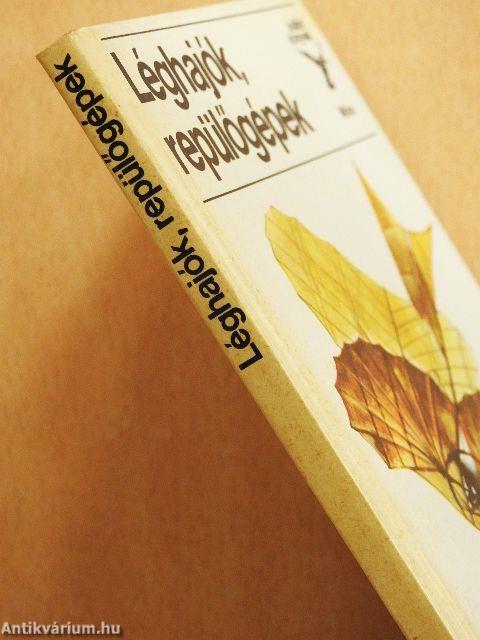 Léghajók,
repülőgépek
Léghajók, repülőgépek
Antikvárium.hu